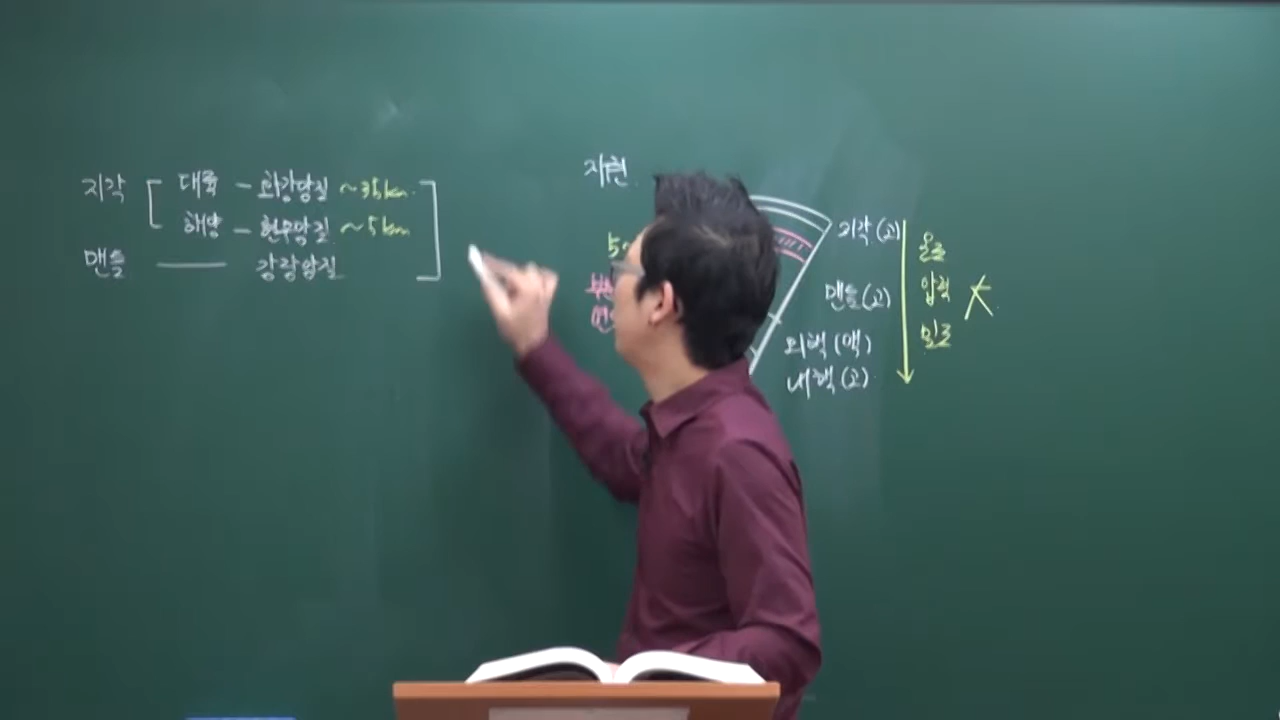 지각 대륙 - 화강암질 ~35km
해양 - 현무암질 ~5km
맨틀 — 감람암질
지각(고)
맨틀(고)
외핵(액)
내핵(고)
온도
압력
밀도
大